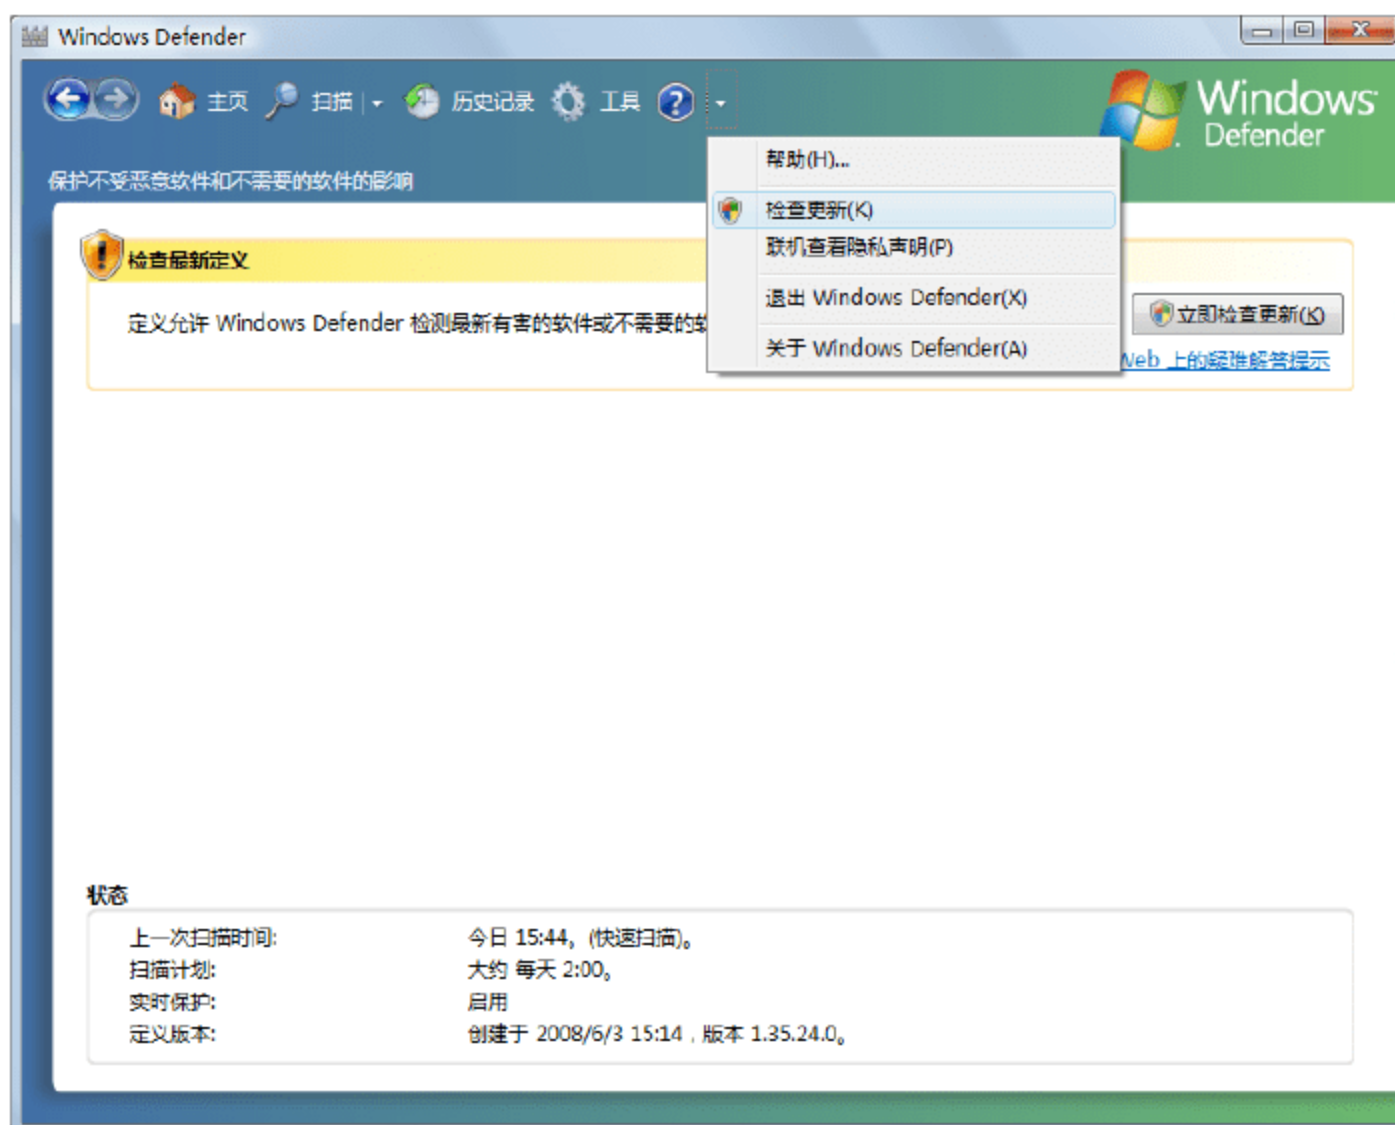 Windows Defender
主页 扫描 历史记录 工具
Windows
Defender
保护不受恶意软件和不需要的软件的影响
帮助(H)...
检查更新(K)
联机查看隐私声明(P)
退出 Windows Defender(X)
关于 Windows Defender(A)
检查最新定义
定义允许 Windows Defender 检测最新有害的软件或不需要的
立即检查更新(K)
Web 上的疑难解答提示
状态
上一次扫描时间: 今日 15:44，(快速扫描)。
扫描计划: 大约 每天 2:00。
实时保护: 启用
定义版本: 创建于 2008/6/3 15:14，版本 1.35.24.0。